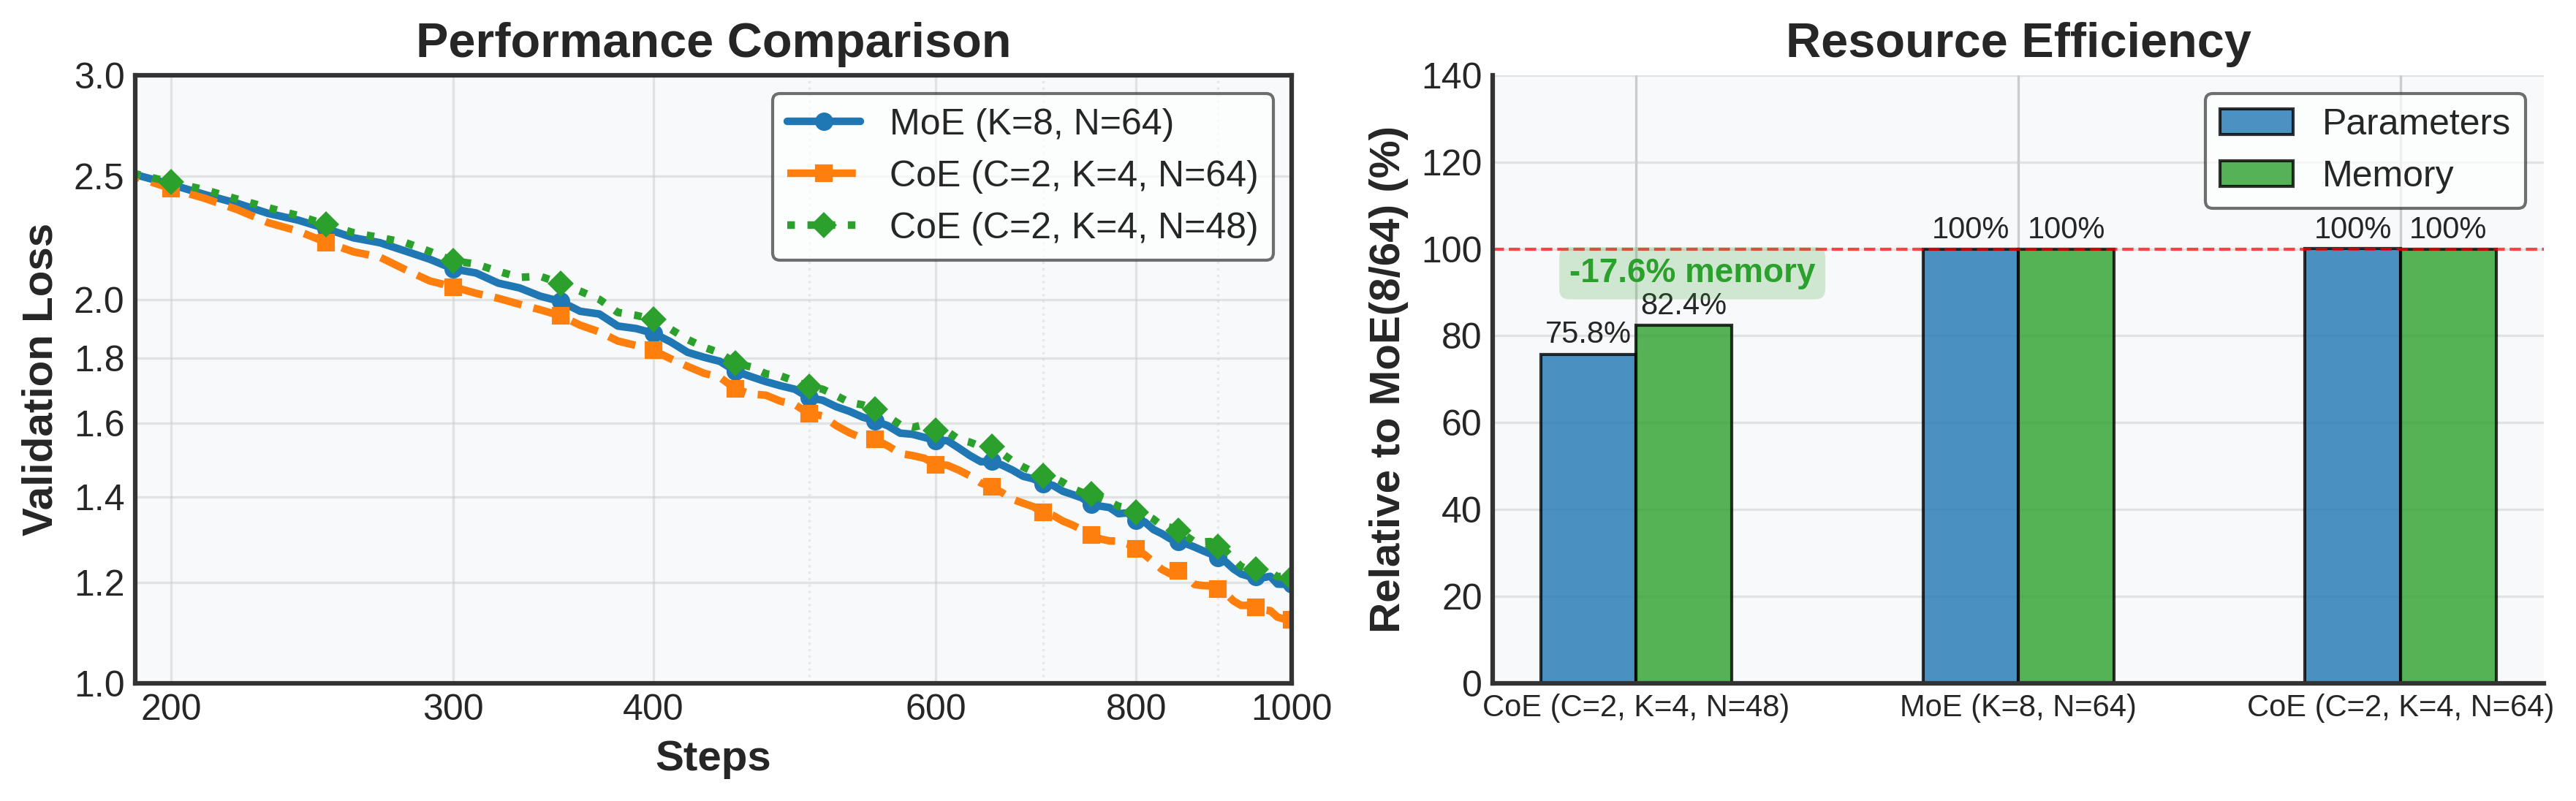 Performance Comparison
Validation Loss
3.0
2.5
2.0
1.8
1.6
1.4
1.2
1.0
MoE (K=8, N=64)
CoE (C=2, K=4, N=64)
CoE (C=2, K=4, N=48)
200
300
400
600
800
1000
Steps
Resource Efficiency
Relative to MoE(8/64) (%)
140
120
100
80
60
40
20
0
Parameters
Memory
-17.6% memory
75.8%
82.4%
100%
100%
100%
100%
CoE (C=2, K=4, N=48)
MoE (K=8, N=64)
CoE (C=2, K=4, N=64)